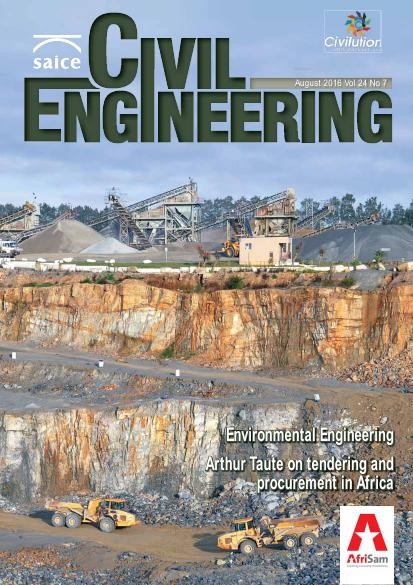 saice
CIVIL
ENGINEERING
Civilution
August 2016 Vol 24 No 7
Environmental Engineering
Arthur Taute on tendering and
procurement in Africa
AfriSam